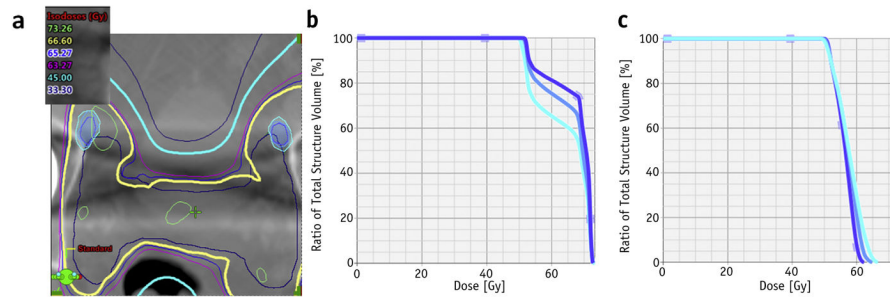 a
Isodoses (Gy)
73.26
66.60
65.27
63.27
45.00
33.30
Standard
b
Ratio of Total Structure Volume [%]
100
80
60
40
20
0
0
20
40
60
Dose [Gy]
c
Ratio of Total Structure Volume [%]
100
80
60
40
20
0
0
20
40
60
Dose [Gy]